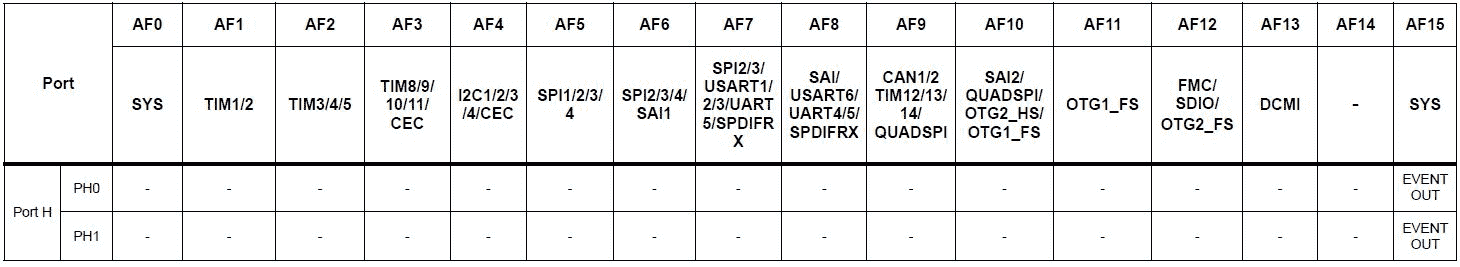 Port AF0 AF1 AF2 AF3 AF4 AF5 AF6 AF7 AF8 AF9 AF10 AF11 AF12 AF13 AF14 AF15
SYS
TIM1/2
TIM3/4/5
TIM8/9/
10/11/
CEC
I2C1/2/3
/4/CEC
SPI1/2/3/
4
SPI2/3/4/
SAI1
SPI2/3/
USART1/
2/3/UART
5/SPDIFR
X
SAI/
USART6/
UART4/5/
SPDIFRX
CAN1/2
TIM12/13/
14/
QUADSPI
SAI2/
QUADSPI/
OTG2_HS/
OTG1_FS
OTG1_FS
FMC/
SDIO/
OTG2_FS
DCMI
-
SYS
Port H
PH0 - - - - - - - - - - - - - - - EVENT
OUT
PH1 - - - - - - - - - - - - - - - EVENT
OUT